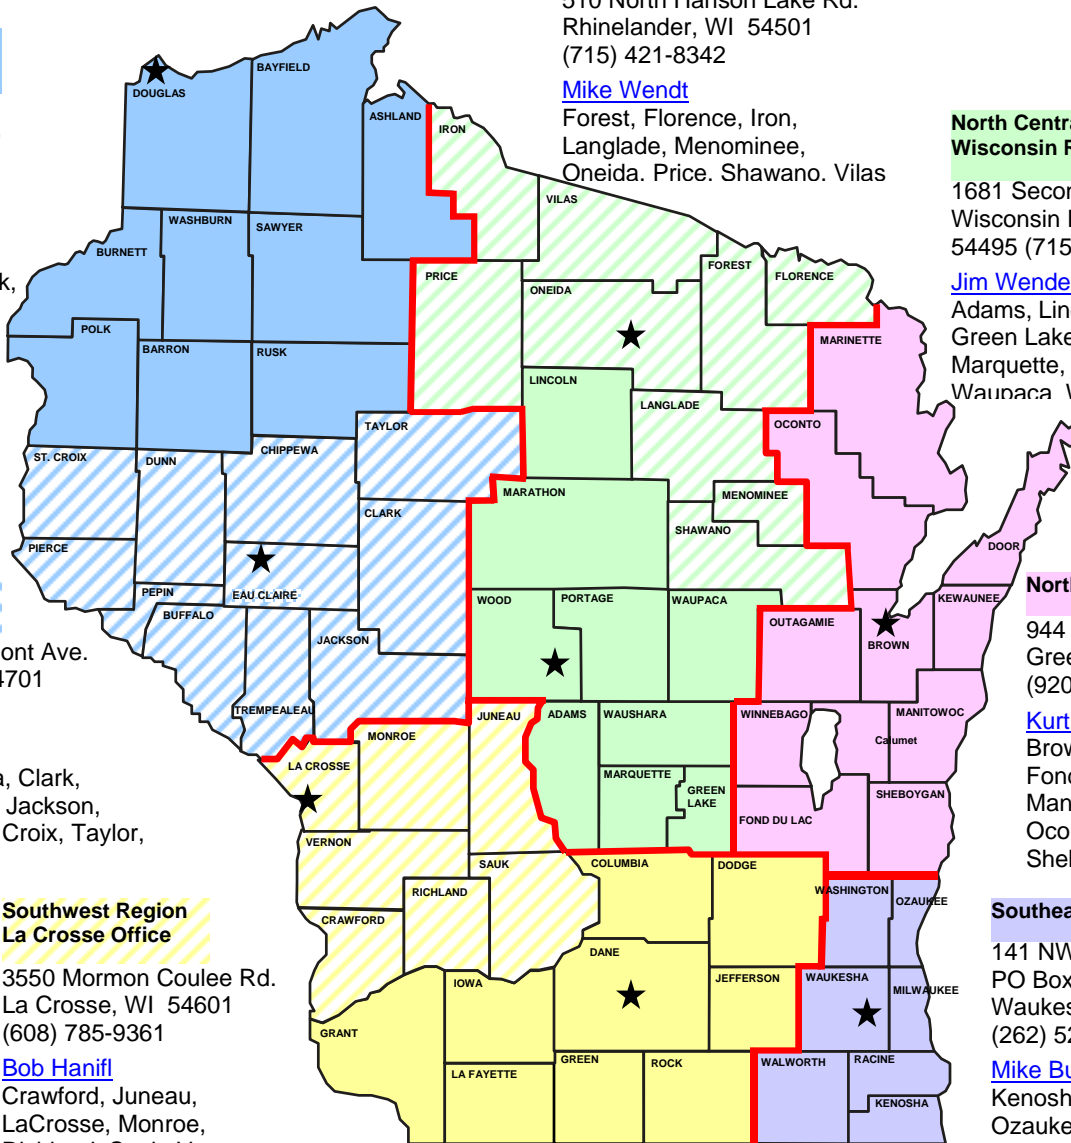 510 North Hanson Lake Rd.
Rhinelander, WI  54501
(715) 421-8342
Mike Wendt
Forest, Florence, Iron,
Langlade, Menominee,
Oneida. Price. Shawano. Vilas
North Centra
Wisconsin
1681 Secon
Wisconsin
54495 (715
Jim Wende
Adams, Lin
Green Lake
Marquette,
Waupaca
k,
ont Ave.
4701
, Clark,
Jackson,
Croix, Taylor,
Southwest Region
La Crosse Office
3550 Mormon Coulee Rd.
La Crosse, WI  54601
(608) 785-9361
Bob Hanifl
Crawford, Juneau,
LaCrosse, Monroe,
North
944
Gree
(920
Kurt
Brow
Fond
Man
Oco
Sheb
Southea
141 NW
PO Box
Waukes
(262) 52
Mike Bu
Kenosh
Ozauke
DOUGLAS
BAYFIELD
ASHLAND
IRON
VILAS
WASHBURN
SAWYER
BURNETT
PRICE
ONEIDA
FOREST
FLORENCE
POLK
BARRON
RUSK
MARINETTE
LINCOLN
LANGLADE
OCONTO
TAYLOR
ST. CROIX
DUNN
CHIPPEWA
MARATHON
MENOMINEE
CLARK
SHAWANO
PIERCE
DOOR
PEPIN
EAU CLAIRE
BUFFALO
WOOD
PORTAGE
WAUPACA
OUTAGAMIE
KEWAUNEE
BROWN
JACKSON
TREMPEALEAU
JUNEAU
ADAMS
WAUSHARA
WINNEBAGO
MANITOWOC
MONROE
Calumet
LA CROSSE
MARQUETTE
GREEN
LAKE
SHEBOYGAN
FOND DU LAC
VERNON
SAUK
COLUMBIA
DODGE
RICHLAND
WASHINGTON
OZAUKEE
CRAWFORD
DANE
IOWA
JEFFERSON
WAUKESHA
MILWAUKEE
GRANT
GREEN
ROCK
WALWORTH
RACINE
LA FAYETTE
KENOSHA